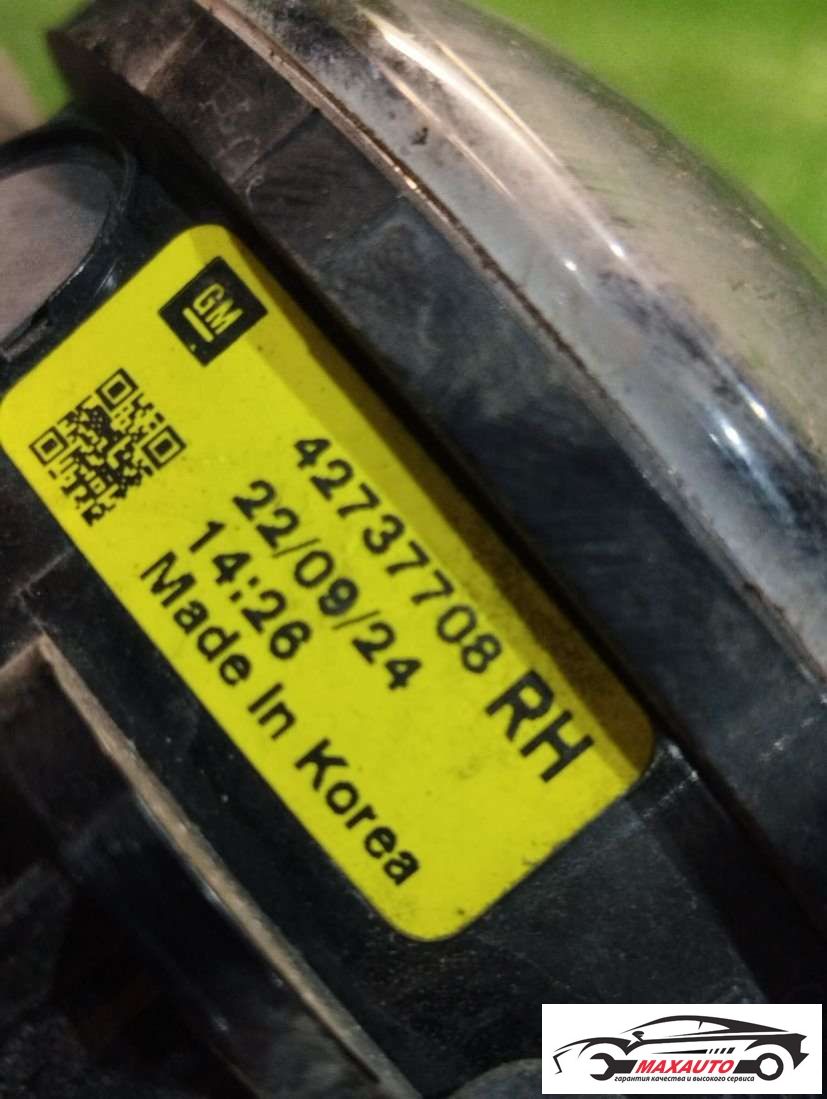 GM
42737708 RH
22/09/24
14:26
Made In Korea
MAXAUTO
гарантия качества и высокого сервиса